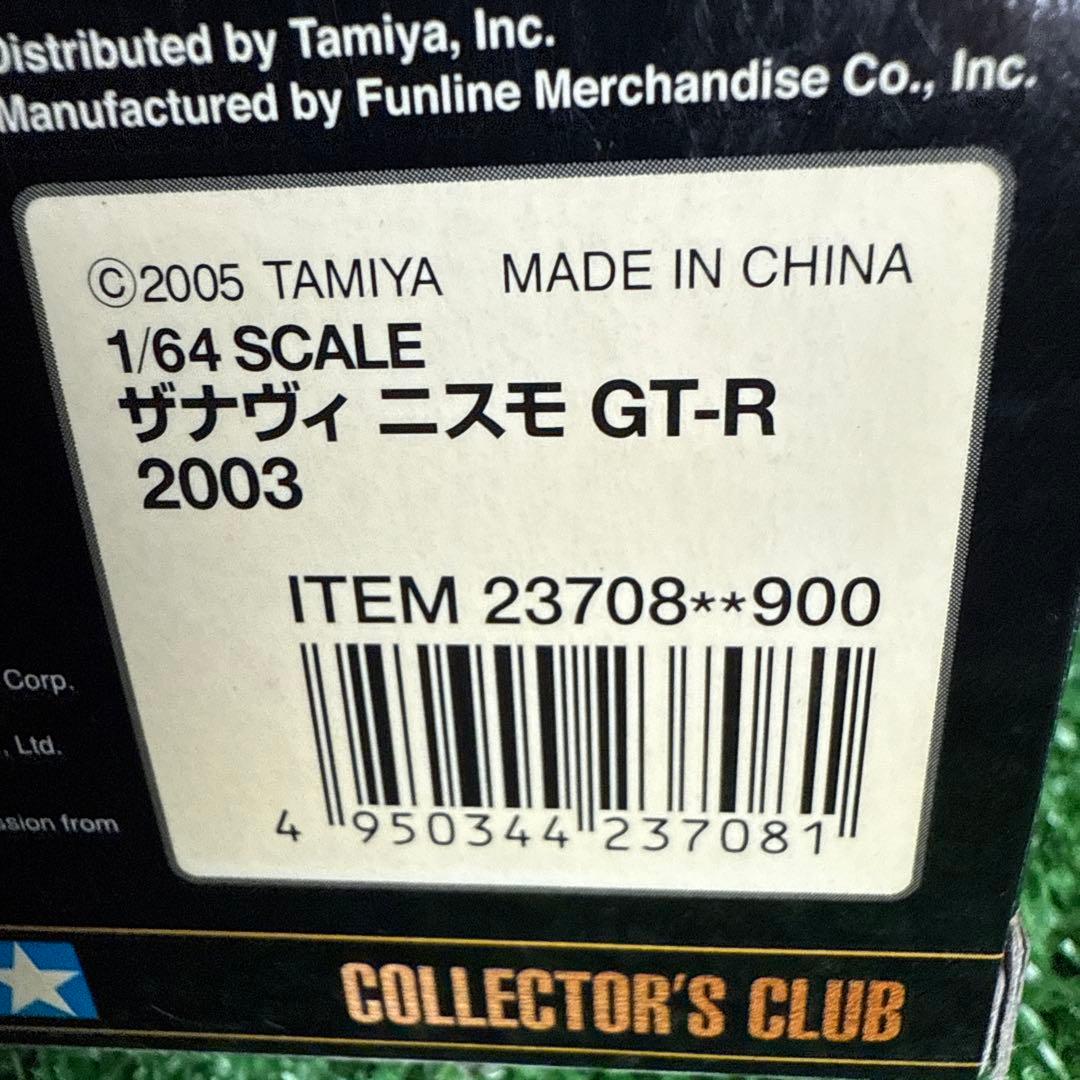 Distributed by Tamiya, Inc.
Manufactured by Funline Merchandise Co., Inc.
©2005 TAMIYA MADE IN CHINA
1/64 SCALE
ザナヴィ ニスモ GT-R
2003
ITEM 23708**900
4 950344 237081
Corp.
, Ltd.
ssion from
COLLECTOR'S CLUB